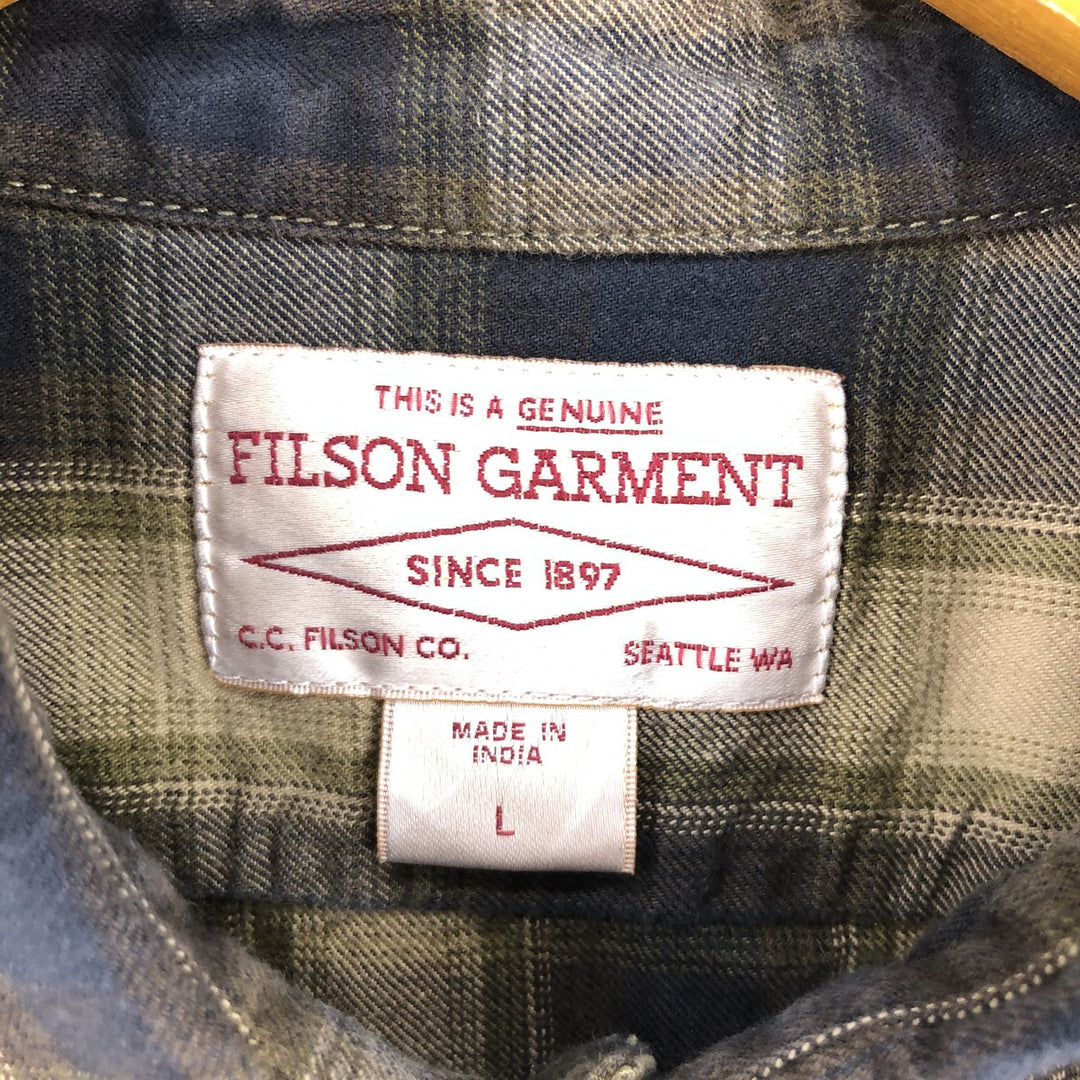 THIS IS A GENUINE
FILSON GARMENT
SINCE 1897
C.C. FILSON CO. SEATTLE WA
MADE IN
INDIA
L